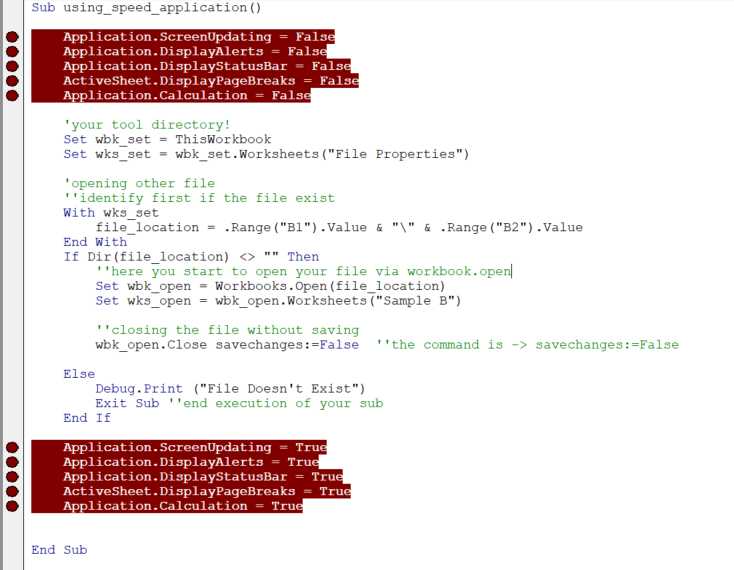 Sub using_speed_application()
Application.ScreenUpdating = False
Application.DisplayAlerts = False
Application.DisplayStatusBar = False
ActiveSheet.DisplayPageBreaks = False
Application.Calculation = False
'your tool directory!
Set wbk_set = ThisWorkbook
Set wks_set = wbk_set.Worksheets("File Properties")
'opening other file
''identify first if the file exist
With wks_set
file_location = .Range("B1").Value & "\" & .Range("B2").Value
End With
If Dir(file_location) <> "" Then
''here you start to open your file via workbook.open
Set wbk_open = Workbooks.Open(file_location)
Set wks_open = wbk_open.Worksheets("Sample B")
''closing the file without saving
wbk_open.Close savechanges:=False  ''the command is -> savechanges:=False
Else
Debug.Print ("File Doesn't Exist")
Exit Sub ''end execution of your sub
End If
Application.ScreenUpdating = True
Application.DisplayAlerts = True
Application.DisplayStatusBar = True
ActiveSheet.DisplayPageBreaks = True
Application.Calculation = True
End Sub